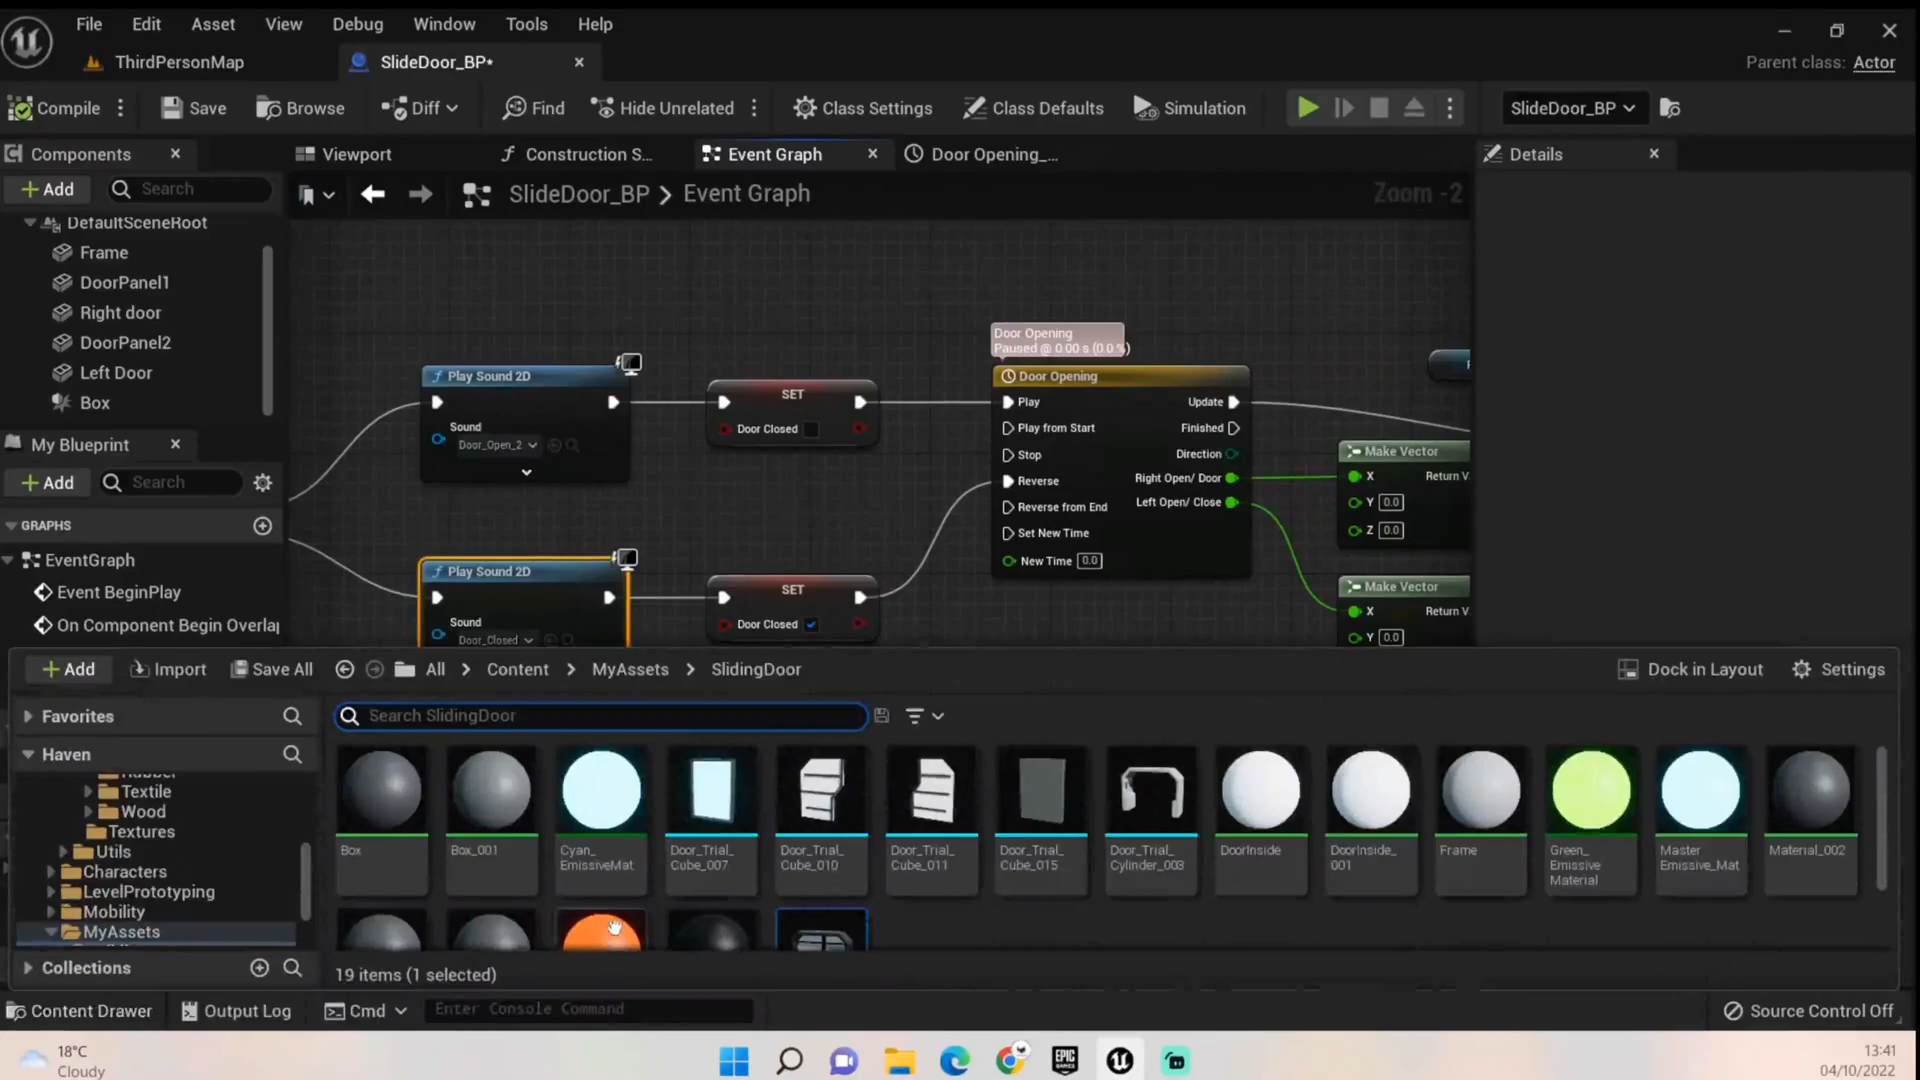 File Edit Asset View Debug Window Tools Help
ThirdPersonMap
SlideDoor_BP*
Parent class: Actor
Compile
Save
Browse
Diff
Find
Hide Unrelated
Class Settings
Class Defaults
Simulation
SlideDoor_BP
Components
Viewport
Construction S...
Event Graph
Door Opening_...
Details
Add
Search
SlideDoor_BP > Event Graph
Zoom -2
DefaultSceneRoot
Frame
DoorPanel1
Right door
DoorPanel2
Left Door
Box
My Blueprint
Add
Search
GRAPHS
EventGraph
Event BeginPlay
On Component Begin Overlap
Play Sound 2D
Sound
Door_Open_2
SET
Door Closed
Play Sound 2D
Sound
Door_Closed
SET
Door Closed
Door Opening
Paused @ 0.00 s (0.0 %)
Door Opening
Play
Update
Play from Start
Finished
Stop
Direction
Reverse
Right Open/ Door
Reverse from End
Left Open/ Close
Set New Time
New Time 0.0
Make Vector
X
Return V
Y 0.0
Z 0.0
Make Vector
X
Return V
Y 0.0
Add
Import
Save All
All > Content > MyAssets > SlidingDoor
Dock in Layout
Settings
Favorites
Search SlidingDoor
Haven
Textile
Wood
Textures
Utils
Characters
LevelPrototyping
Mobility
MyAssets
Collections
Box
Box_001
Cyan_
EmissiveMat
Door_Trial_
Cube_007
Door_Trial_
Cube_010
Door_Trial_
Cube_011
Door_Trial_
Cube_015
Door_Trial_
Cylinder_003
DoorInside
DoorInside_
001
Frame
Green_
Emissive
Material
Master
Emissive_Mat
Material_002
19 items (1 selected)
Content Drawer
Output Log
Cmd
Enter Console Command
Source Control Off
18°C
Cloudy
EPIC
GAMES
13:41
04/10/2022